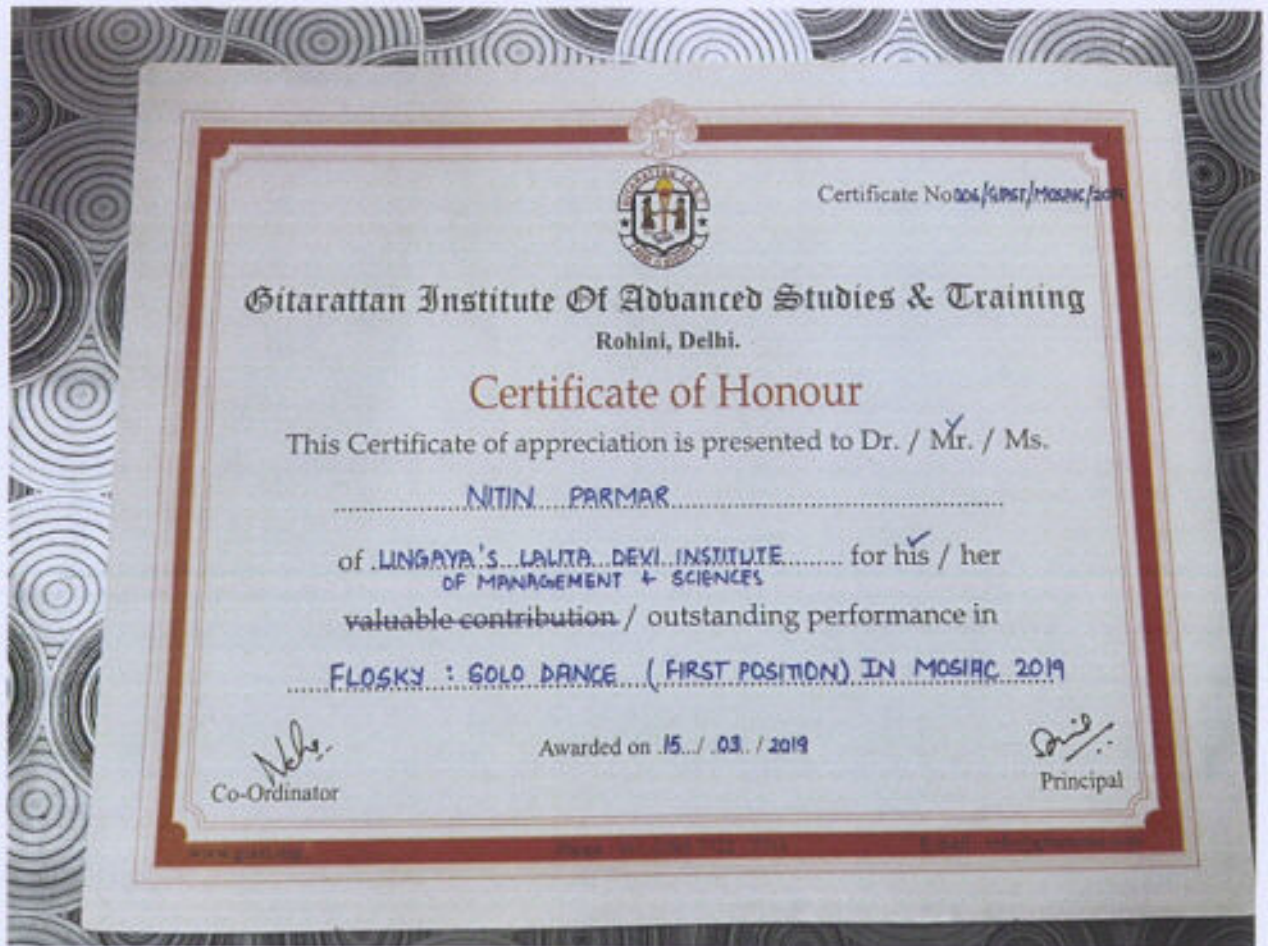 Certificate No 006/GIAST/MOSAIC/2019
Gitarattan Institute Of Advanced Studies & Training
Rohini, Delhi.
Certificate of Honour
This Certificate of appreciation is presented to Dr. / Mr. / Ms.
NITIN PARMAR
of LINGAYA'S LALITA DEVI INSTITUTE for his / her
OF MANAGEMENT & SCIENCES
valuable contribution / outstanding performance in
FLOSKY : SOLO DANCE (FIRST POSITION) IN MOSIAC 2019
Awarded on 15 / 03 / 2019
Co-Ordinator
Principal